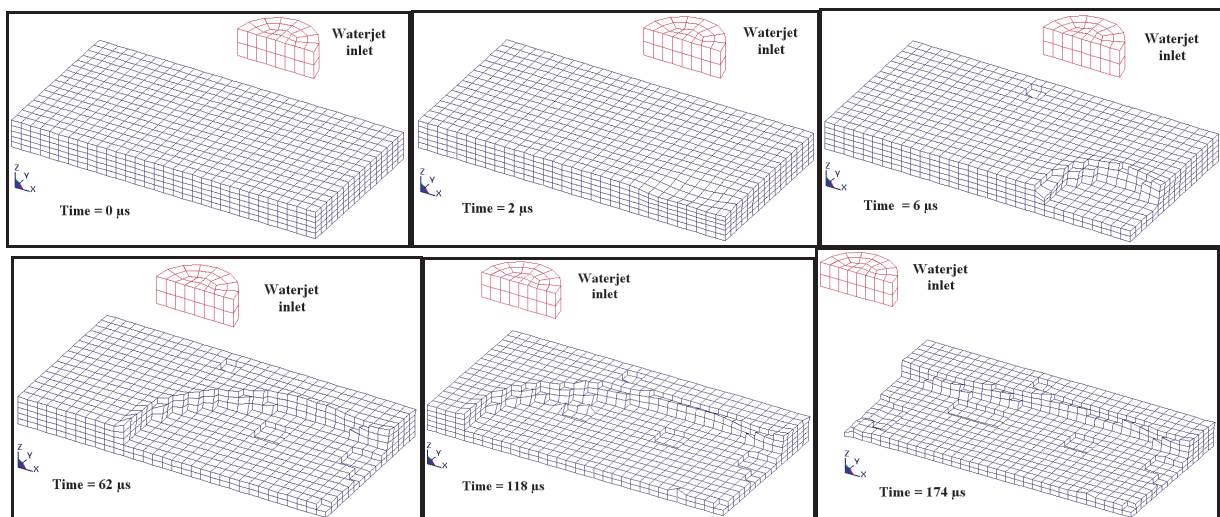 Waterjet
inlet
Z
Y
X
Time = 0 µs
Waterjet
inlet
Z
Y
X
Time = 2 µs
Waterjet
inlet
Z
Y
X
Time = 6 µs
Waterjet
inlet
Z
Y
X
Time = 62 µs
Waterjet
inlet
Z
Y
X
Time = 118 µs
Waterjet
inlet
Z
Y
X
Time = 174 µs